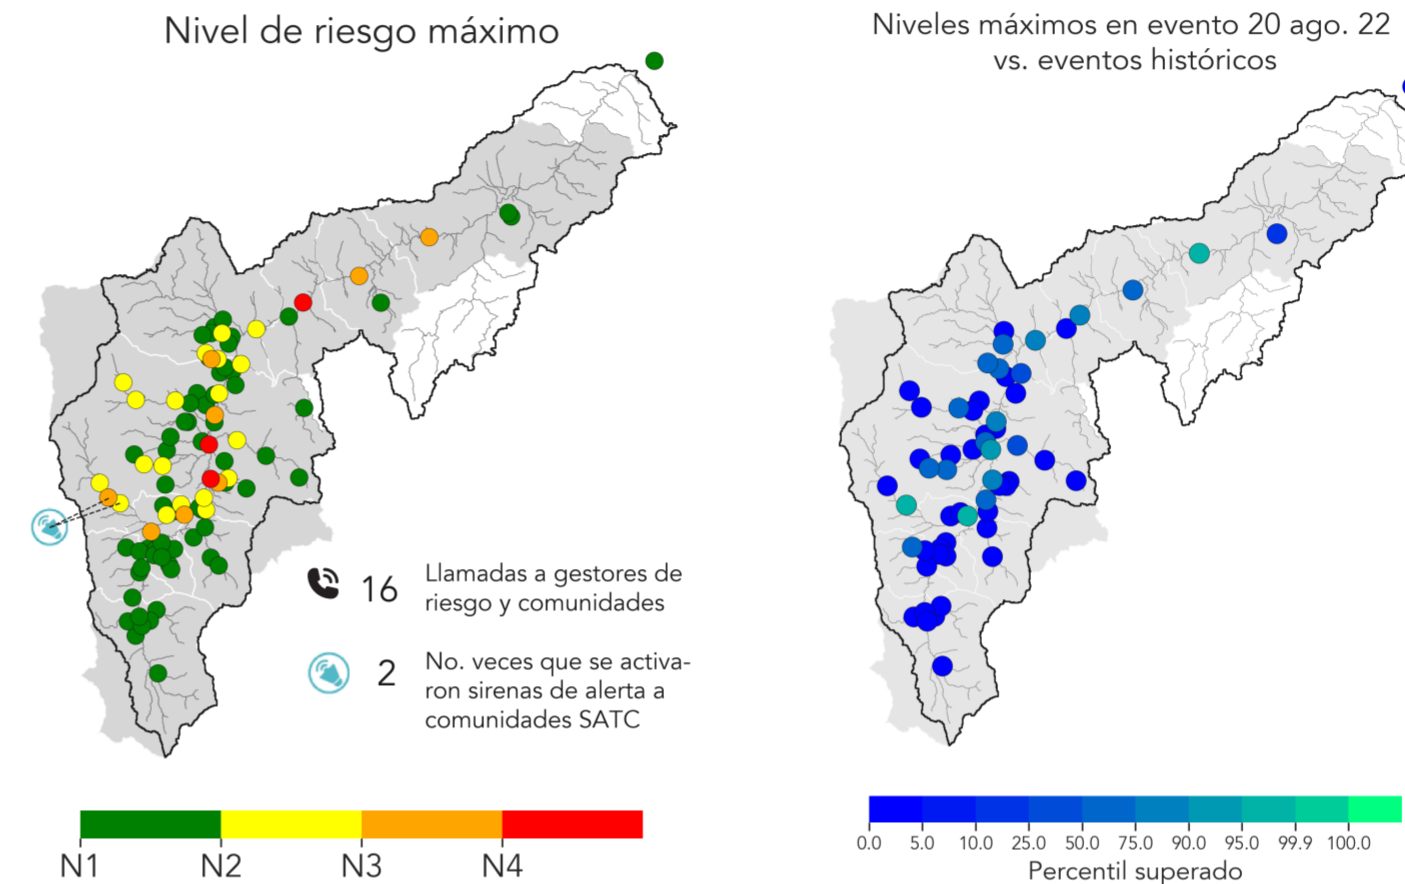 Nivel de riesgo máximo
Niveles máximos en evento 20 ago. 22
vs. eventos históricos
16
Llamadas a gestores de
riesgo y comunidades
2
No. veces que se activa-
ron sirenas de alerta a
comunidades SATC
N1 N2 N3 N4
0.0 5.0 10.0 25.0 50.0 75.0 90.0 95.0 99.9 100.0
Percentil superado